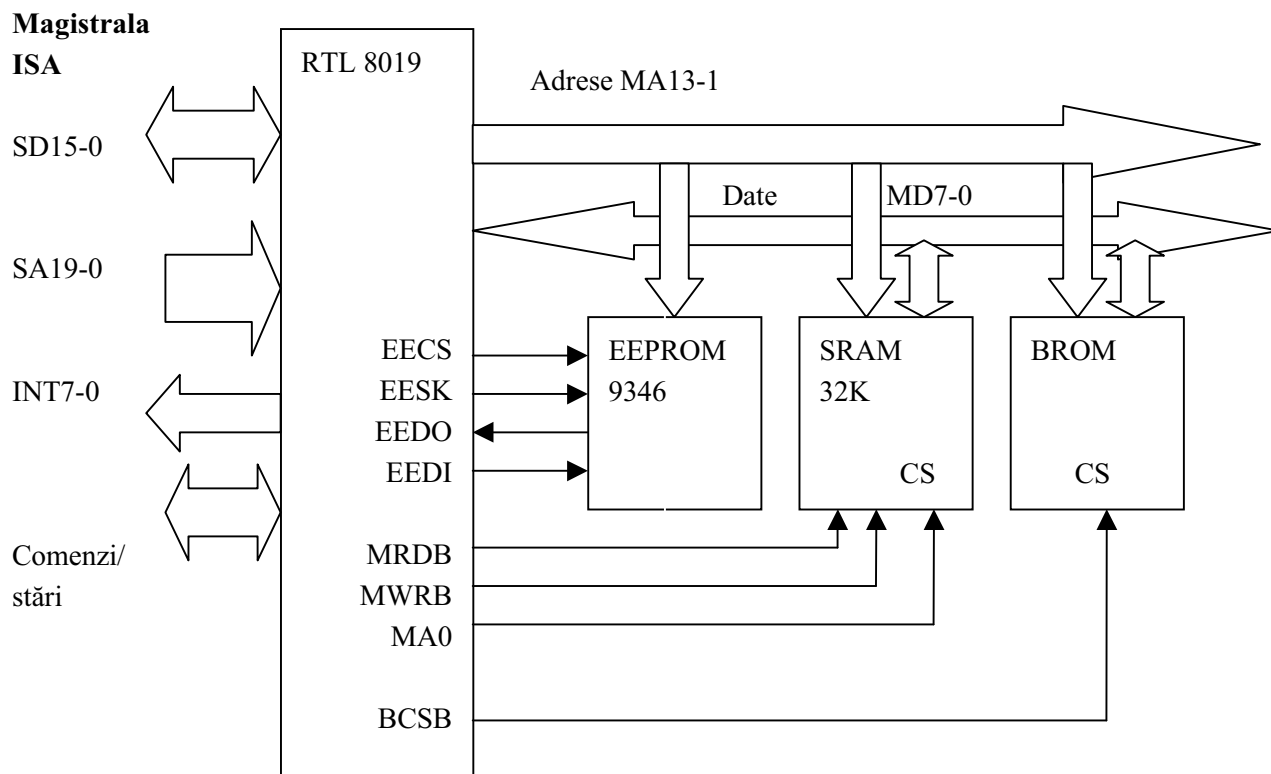 Magistrala
ISA
RTL 8019
Adrese MA13-1
SD15-0
Date MD7-0
SA19-0
EECS
EEPROM
9346
SRAM
32K
BROM
INT7-0
EESK
EEDO
EEDI
CS
CS
Comenzi/
stări
MRDB
MWRB
MA0
BCSB